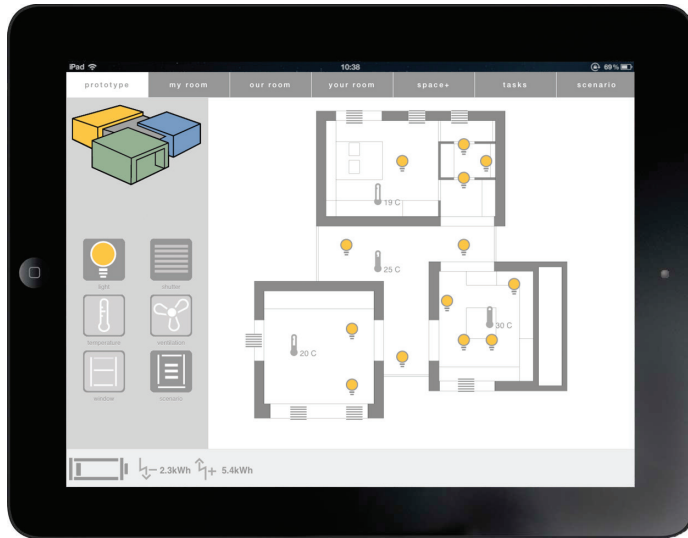 iPad 10:38 69 %
prototype my room our room your room space+ tasks scenario
19 C
25 C
30 C
20 C
light shutter
temperature ventilation
window scenario
2.3kWh 5.4kWh